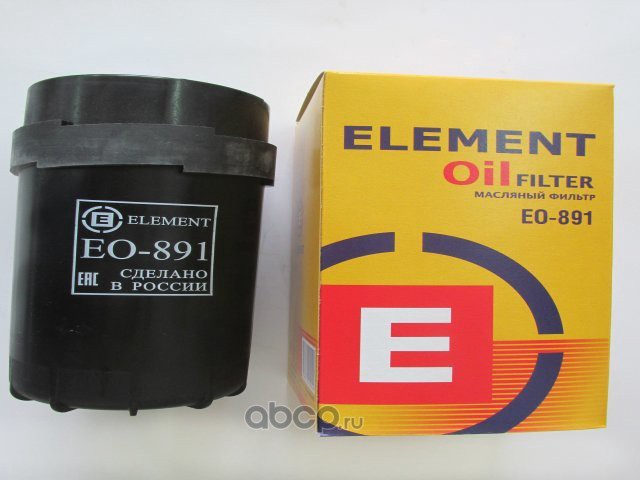 E ELEMENT
EO-891
EAC СДЕЛАНО
В РОССИИ
ELEMENT
Oil FILTER
МАСЛЯНЫЙ ФИЛЬТР
EO-891
E
abcp.ru